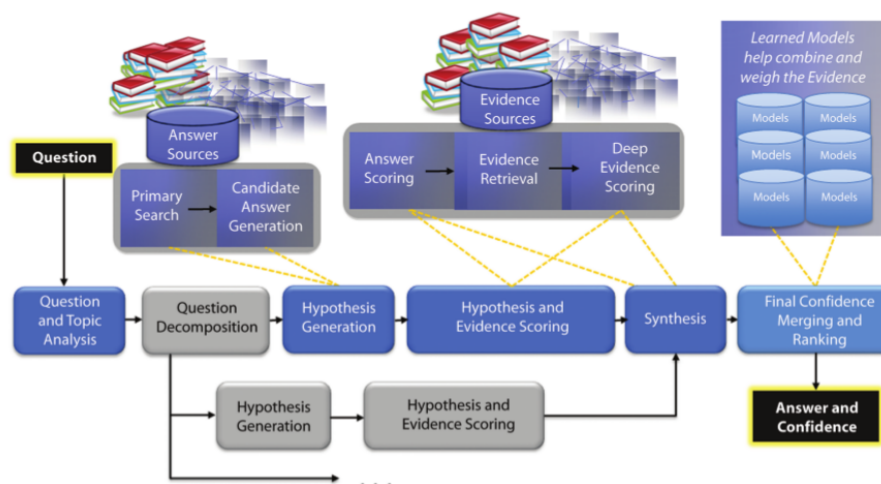 Learned Models
help combine and
weigh the Evidence
Models
Models
Models
Models
Models
Models
Answer
Sources
Evidence
Sources
Question
Primary
Search
Candidate
Answer
Generation
Answer
Scoring
Evidence
Retrieval
Deep
Evidence
Scoring
Question
and Topic
Analysis
Question
Decomposition
Hypothesis
Generation
Hypothesis and
Evidence Scoring
Synthesis
Final Confidence
Merging and
Ranking
Hypothesis
Generation
Hypothesis and
Evidence Scoring
Answer and
Confidence
. . .